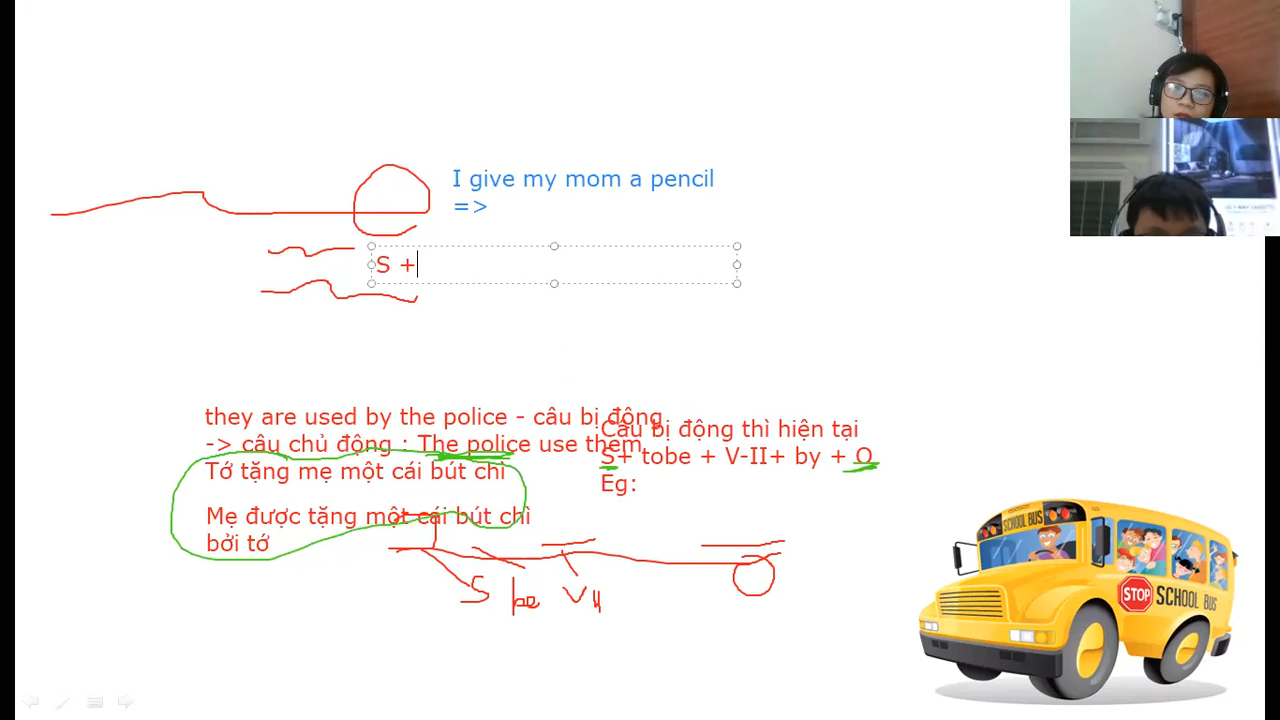 I give my mom a pencil
=>
S +
they are used by the police - câu bị động
-> câu chủ động : The police use them
Tớ tặng mẹ một cái bút chì
Mẹ được tặng một cái bút chì
bởi tớ
Câu bị động thì hiện tại
S+ tobe + V-II+ by + O
Eg:
S be V II
SCHOOL BUS
STOP
SCHOOL BUS